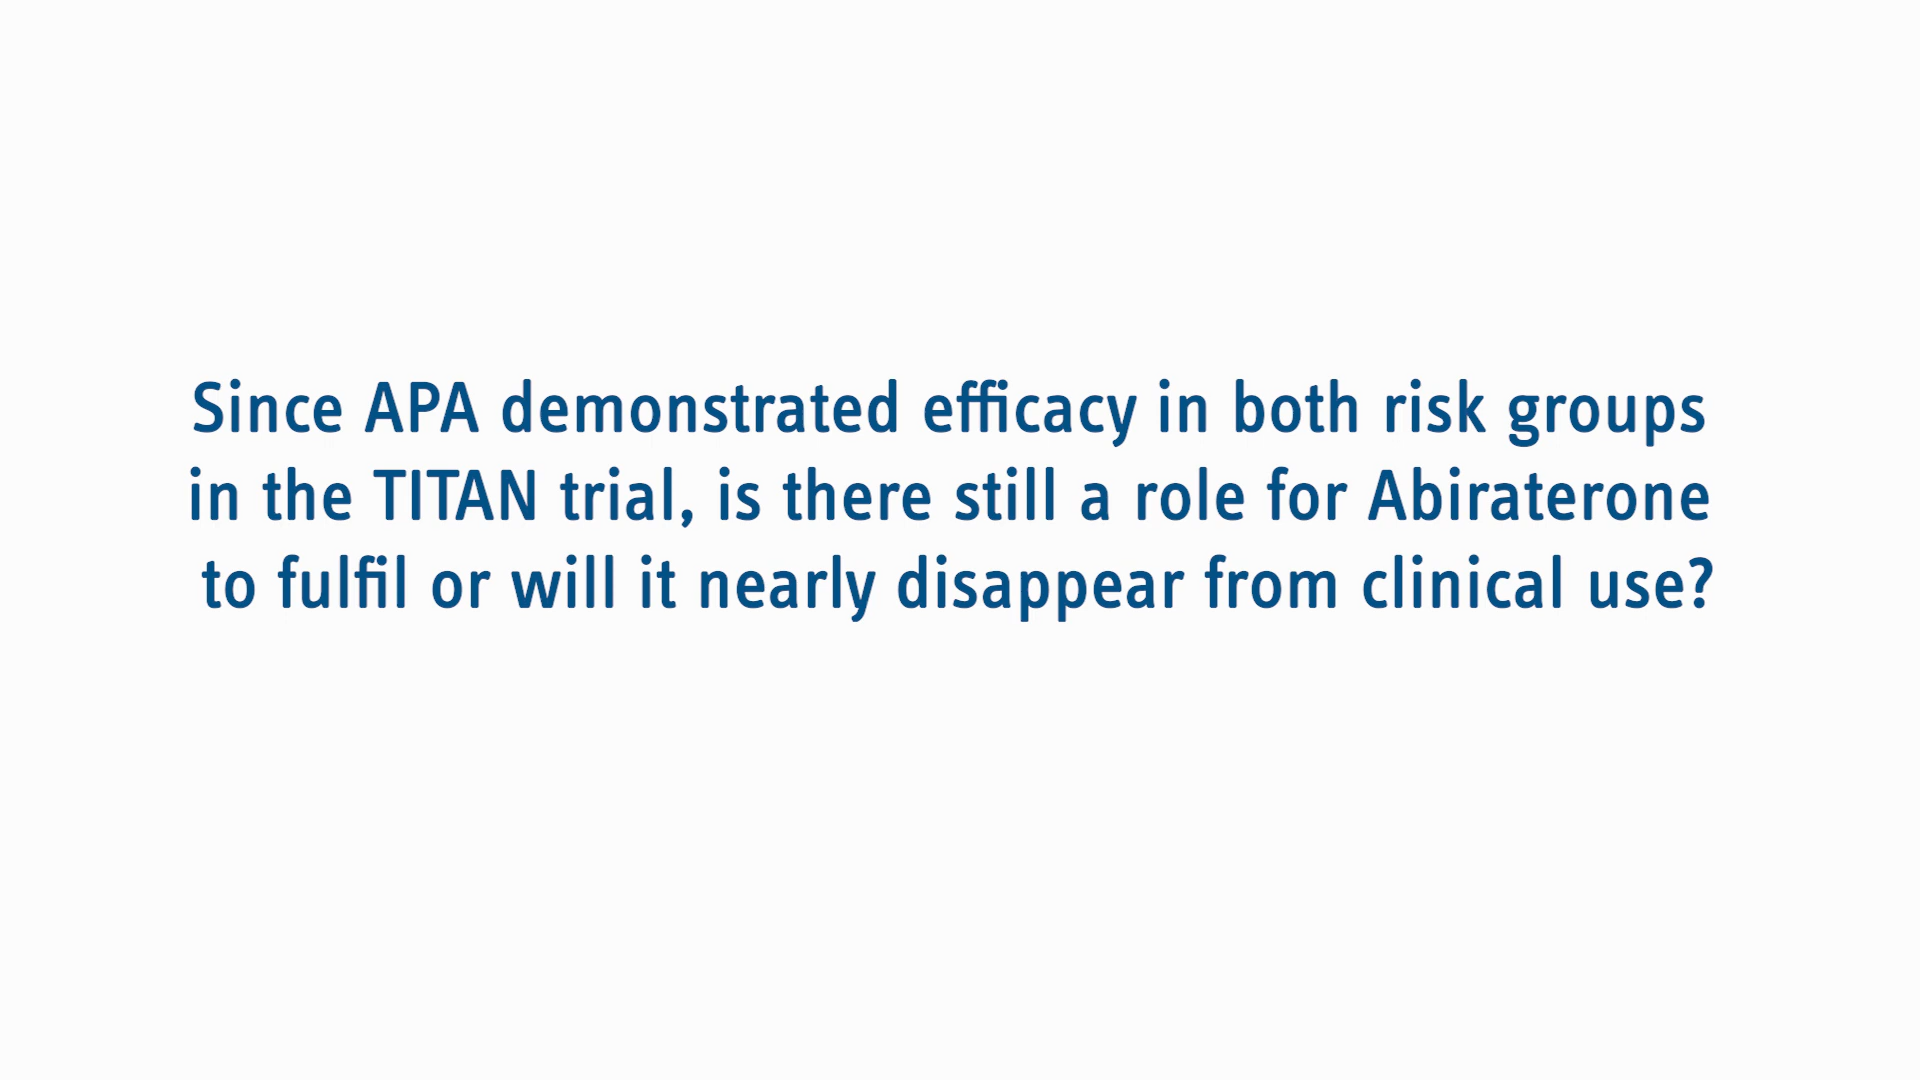 Since APA demonstrated efficacy in both risk groups
in the TITAN trial, is there still a role for Abiraterone
to fulfil or will it nearly disappear from clinical use?